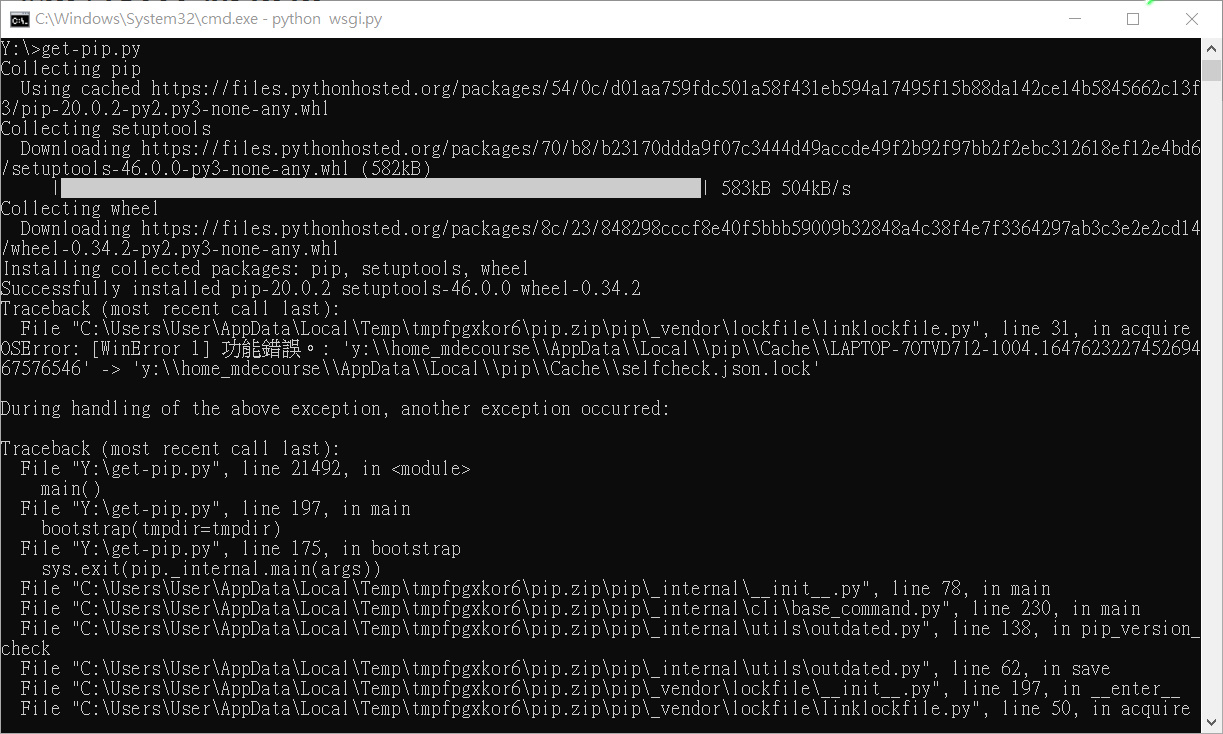 C:\Windows\System32\cmd.exe - python  wsgi.py
Y:\>get-pip.py
Collecting pip
  Using cached https://files.pythonhosted.org/packages/54/0c/d01aa759fdc501a58f431eb594a17495f15b88da142ce14b5845662c13f
3/pip-20.0.2-py2.py3-none-any.whl
Collecting setuptools
  Downloading https://files.pythonhosted.org/packages/70/b8/b23170ddda9f07c3444d49accde49f2b92f97bb2f2ebc312618ef12e4bd6
/setuptools-46.0.0-py3-none-any.whl (582kB)
     |    | 583kB 504kB/s
Collecting wheel
  Downloading https://files.pythonhosted.org/packages/8c/23/848298cccf8e40f5bbb59009b32848a4c38f4e7f3364297ab3c3e2e2cd14
/wheel-0.34.2-py2.py3-none-any.whl
Installing collected packages: pip, setuptools, wheel
Successfully installed pip-20.0.2 setuptools-46.0.0 wheel-0.34.2
Traceback (most recent call last):
  File "C:\Users\User\AppData\Local\Temp\tmpfpgxkor6\pip.zip\pip\_vendor\lockfile\linklockfile.py", line 31, in acquire
OSError: [WinError 1] 功能錯誤。: 'y:\\home_mdecourse\\AppData\\Local\\pip\\Cache\\LAPTOP-7OTVD712-1004.1647623227452694
67576546' -> 'y:\\home_mdecourse\\AppData\\Local\\pip\\Cache\\selfcheck.json.lock'
During handling of the above exception, another exception occurred:
Traceback (most recent call last):
  File "Y:\get-pip.py", line 21492, in <module>
    main()
  File "Y:\get-pip.py", line 197, in main
    bootstrap(tmpdir=tmpdir)
  File "Y:\get-pip.py", line 175, in bootstrap
    sys.exit(pip._internal.main(args))
  File "C:\Users\User\AppData\Local\Temp\tmpfpgxkor6\pip.zip\pip\_internal\__init__.py", line 78, in main
  File "C:\Users\User\AppData\Local\Temp\tmpfpgxkor6\pip.zip\pip\_internal\cli\base_command.py", line 230, in main
  File "C:\Users\User\AppData\Local\Temp\tmpfpgxkor6\pip.zip\pip\_internal\utils\outdated.py", line 138, in pip_version_
check
  File "C:\Users\User\AppData\Local\Temp\tmpfpgxkor6\pip.zip\pip\_internal\utils\outdated.py", line 62, in save
  File "C:\Users\User\AppData\Local\Temp\tmpfpgxkor6\pip.zip\pip\_vendor\lockfile\__init__.py", line 197, in __enter__
  File "C:\Users\User\AppData\Local\Temp\tmpfpgxkor6\pip.zip\pip\_vendor\lockfile\linklockfile.py", line 50, in acquire